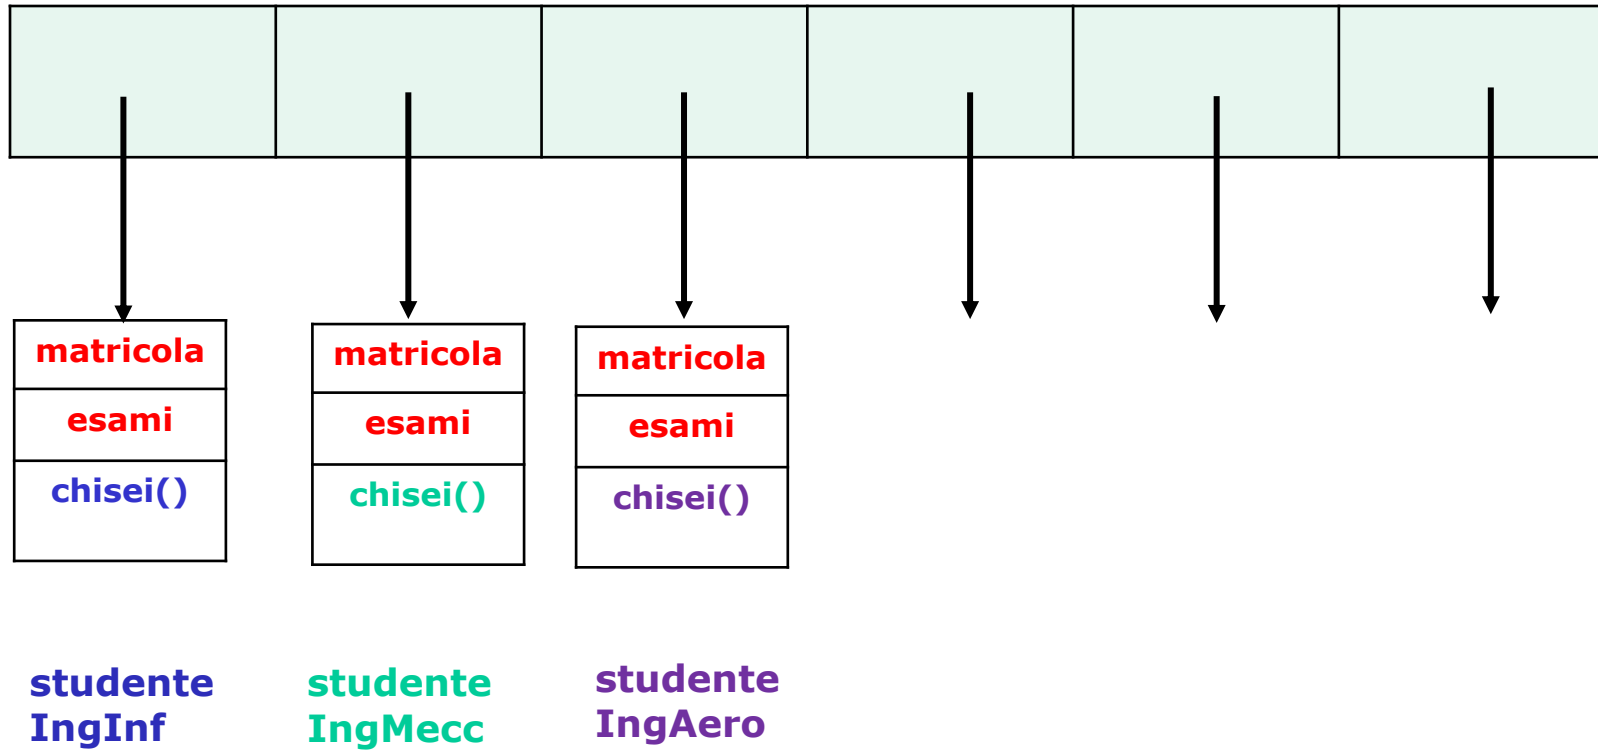 matricola
esami
chisei()
matricola
esami
chisei()
matricola
esami
chisei()
studente
IngInf
studente
IngMecc
studente
IngAero